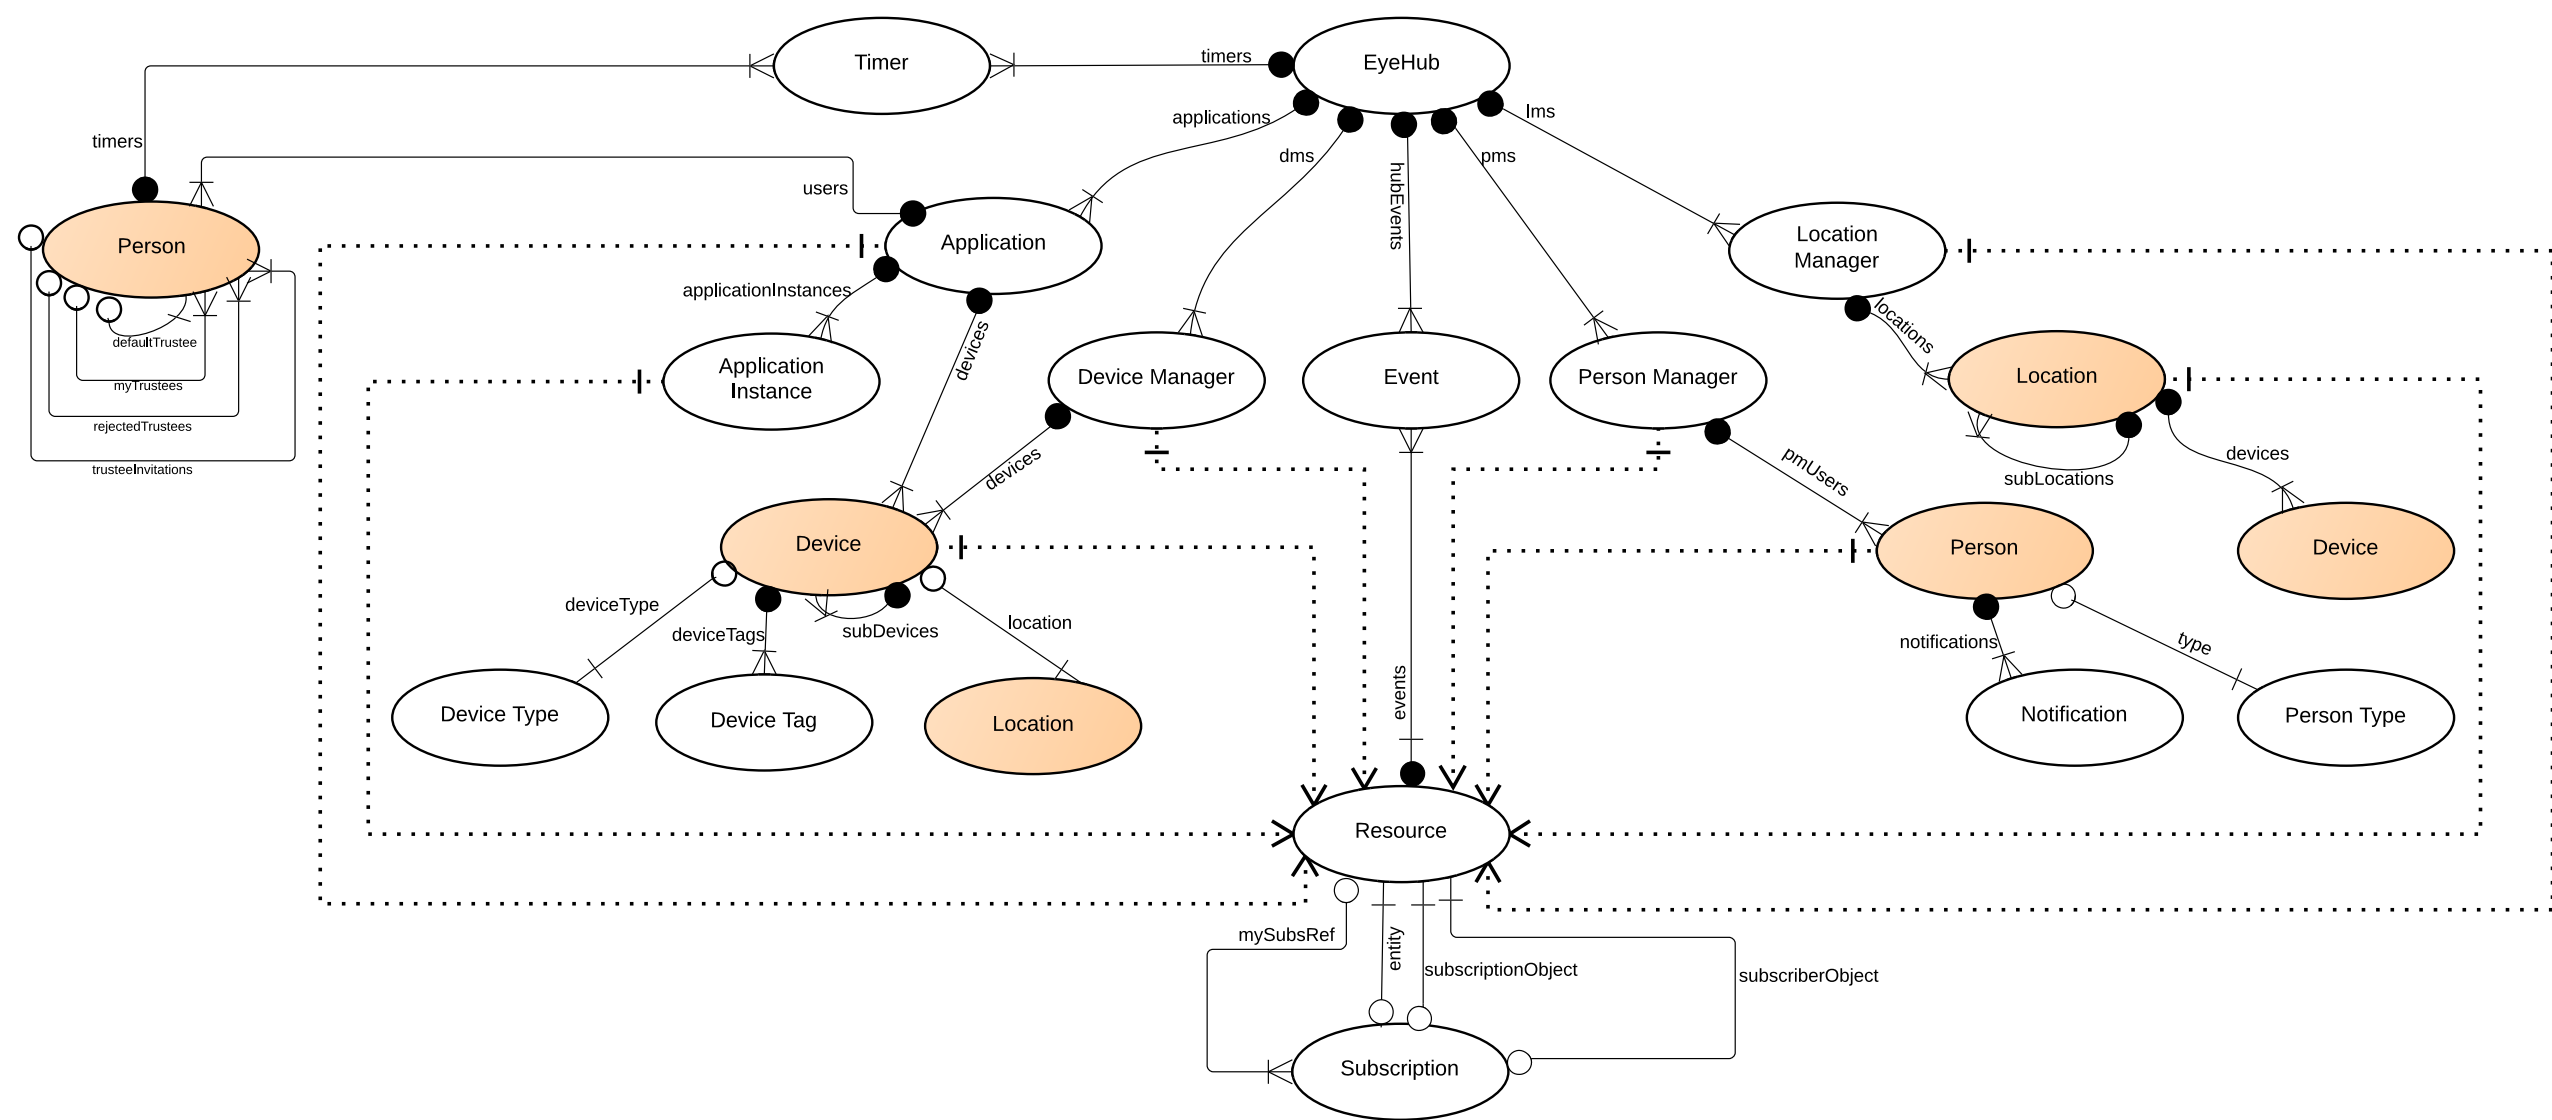 Timer
timers
EyeHub
applications
dms
hubEvents
pms
lms
timers
users
Person
Application
Location
Manager
defaultTrustee
myTrustees
rejectedTrustees
trusteeInvitations
applicationInstances
devices
locations
Application
Instance
Device Manager
Event
Person Manager
Location
devices
pmUsers
subLocations
devices
Device
Person
Device
deviceType
deviceTags
subDevices
location
notifications
type
Device Type
Device Tag
Location
events
Notification
Person Type
Resource
mySubsRef
entity
subscriptionObject
subscriberObject
Subscription